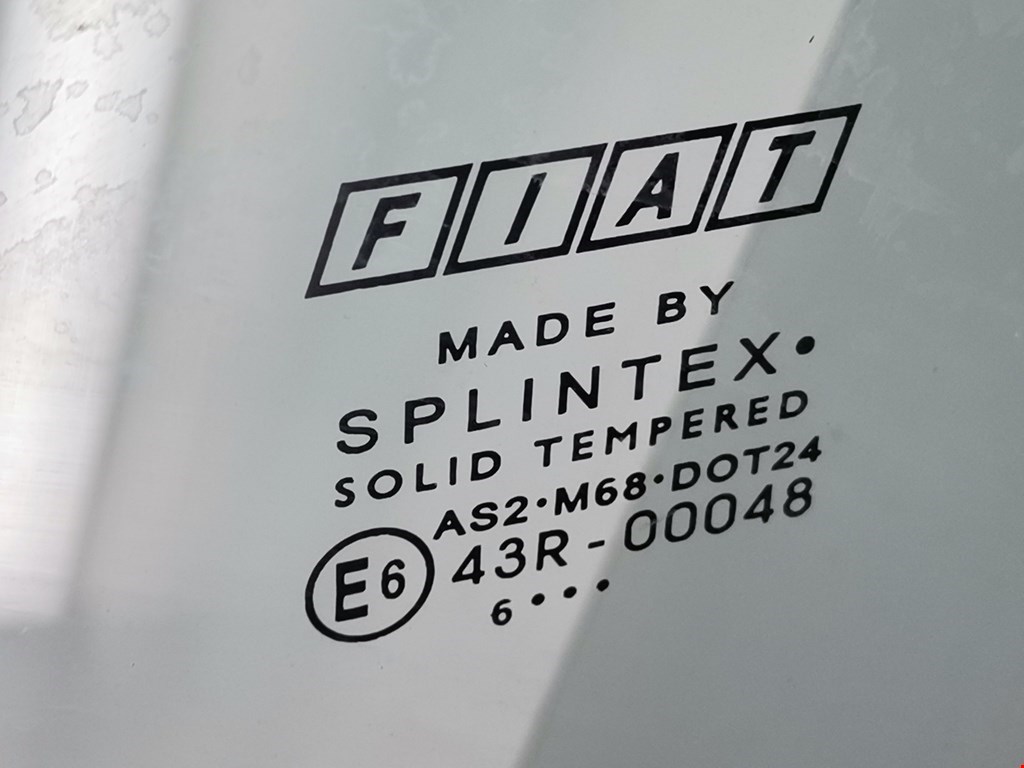 FIAT
MADE BY
SPLINTEX•
SOLID TEMPERED
AS2•M68•DOT24
E6 43R-00048
6•••